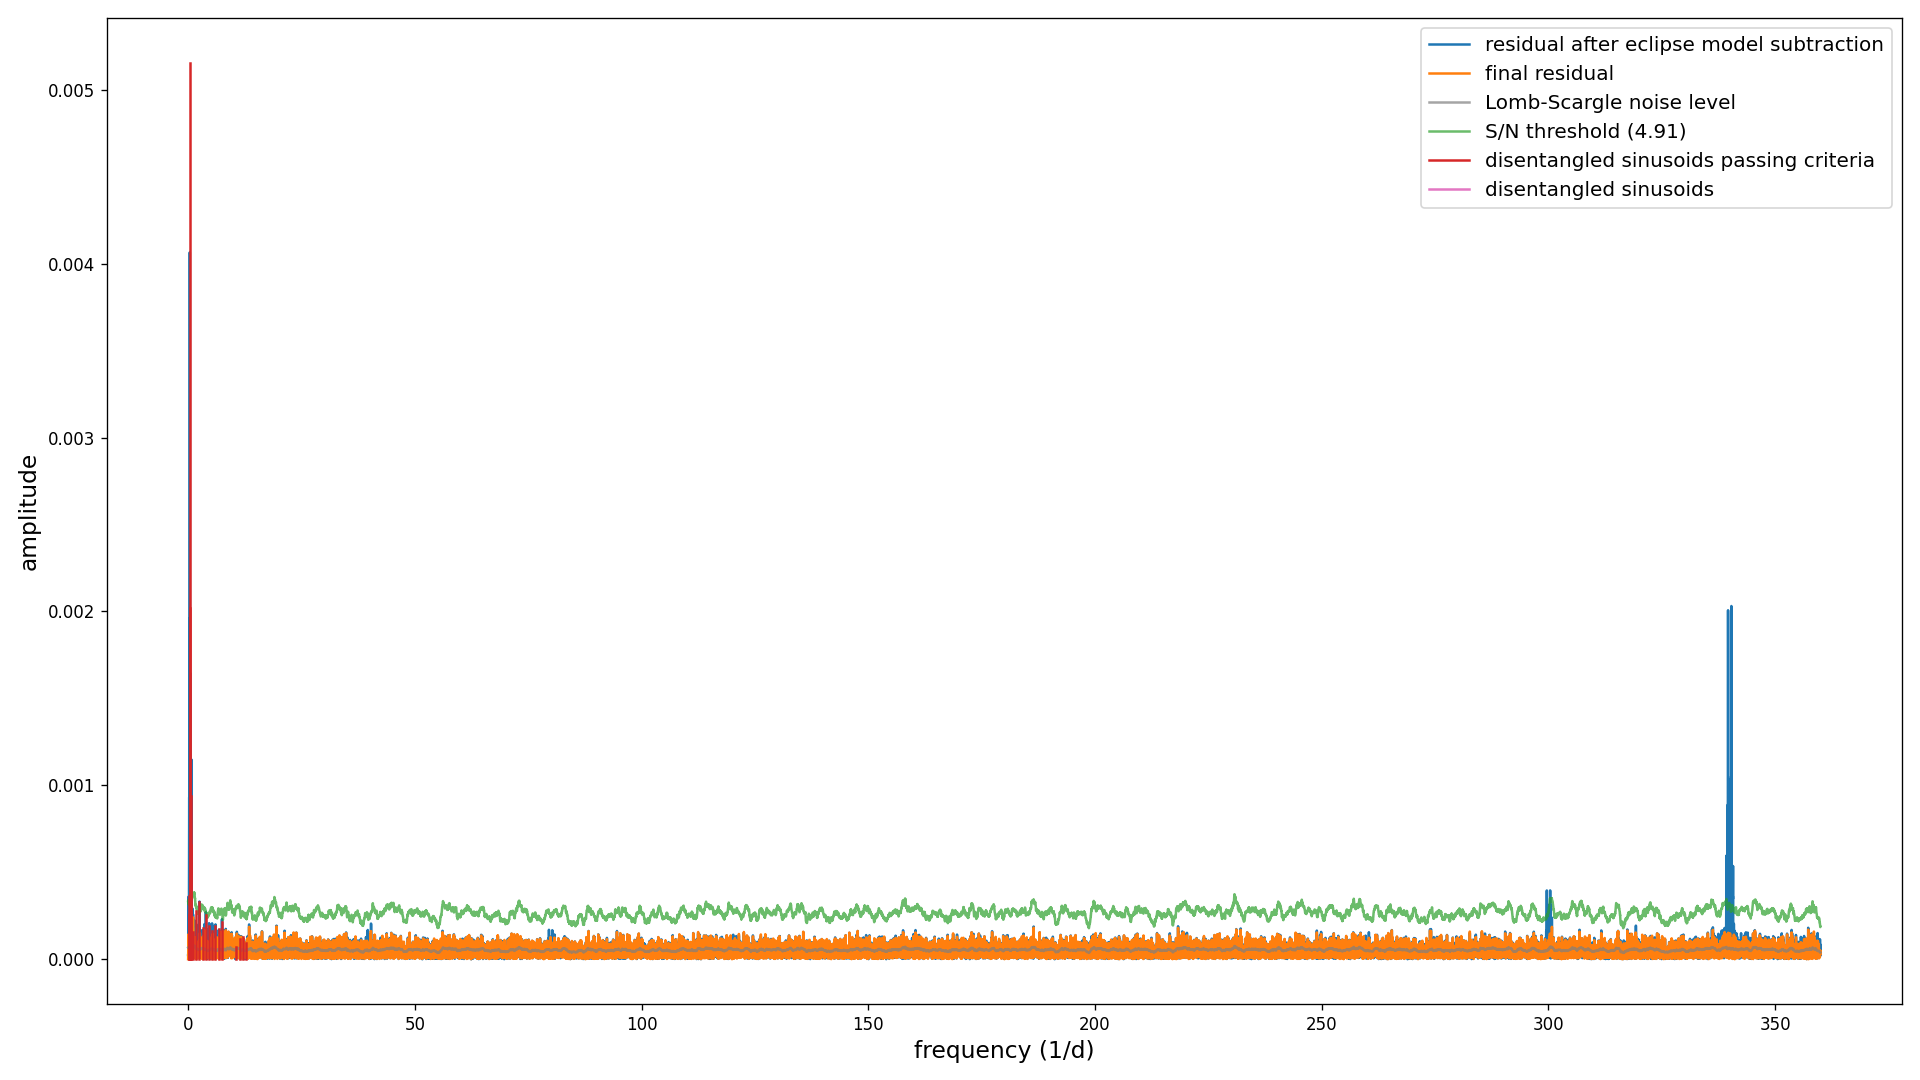 residual after eclipse model subtraction
final residual
Lomb-Scargle noise level
S/N threshold (4.91)
disentangled sinusoids passing criteria
disentangled sinusoids
0.005
0.004
0.003
0.002
0.001
0.000
amplitude
0 50 100 150 200 250 300 350
frequency (1/d)